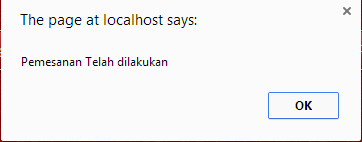 The page at localhost says:
Pemesanan Telah dilakukan
OK